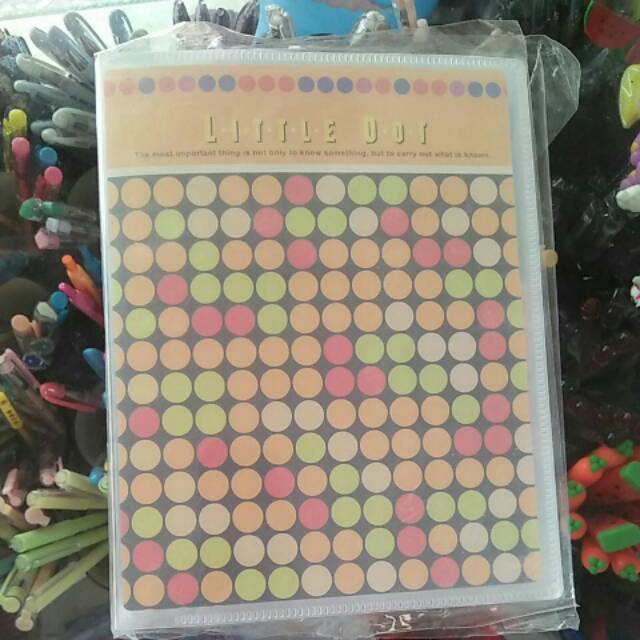 LITTLE DOT
The most important thing is not only to know something, but to carry out what is known.